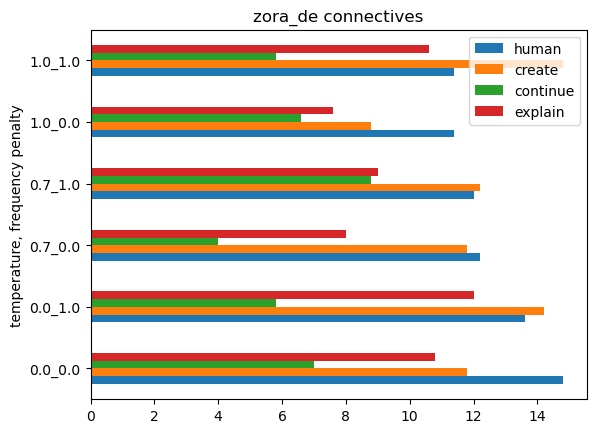 zora_de connectives
human
create
continue
explain
temperature, frequency penalty
1.0_1.0
1.0_0.0
0.7_1.0
0.7_0.0
0.0_1.0
0.0_0.0
0 2 4 6 8 10 12 14